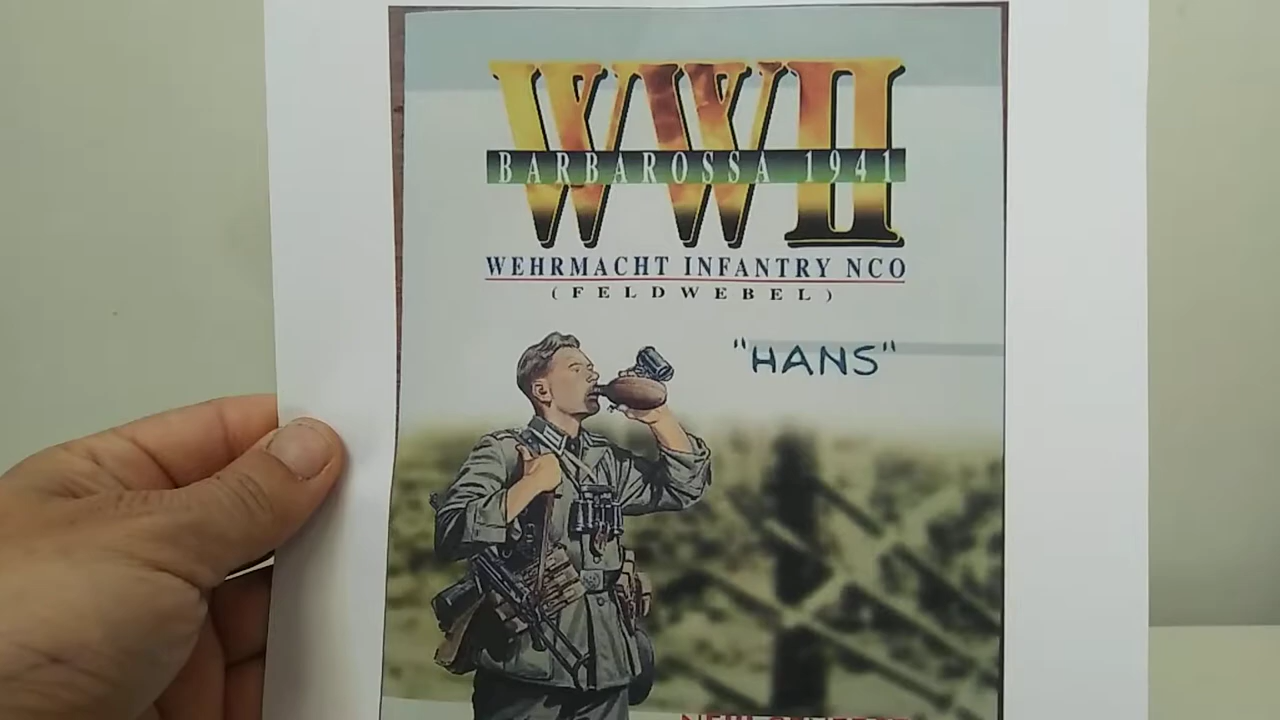 WWII
BARBAROSSA 1941
WEHRMACHT INFANTRY NCO
(FELDWEBEL)
"HANS"